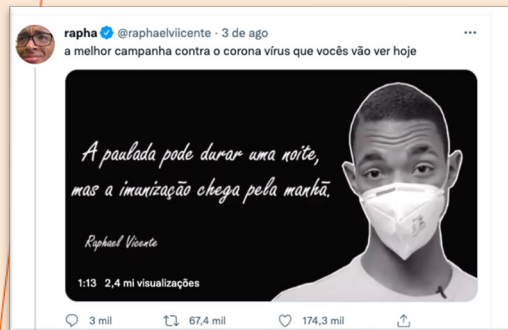 rapha @raphaelviicente · 3 de ago
a melhor campanha contra o corona vírus que vocês vão ver hoje
A paulada pode durar uma noite,
mas a imunização chega pela manhã.
Raphael Vicente
1:13 2,4 mi visualizações
3 mil 67,4 mil 174,3 mil